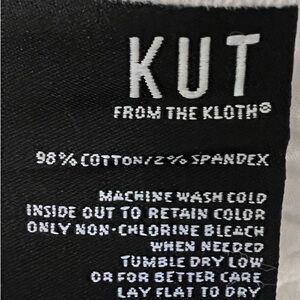 KUT
FROM THE KLOTH®
98% COTTON/2% SPANDEX
MACHINE WASH COLD
INSIDE OUT TO RETAIN COLOR
ONLY NON-CHLORINE BLEACH
WHEN NEEDED
TUMBLE DRY LOW
OR FOR BETTER CARE
LAY FLAT TO DRY